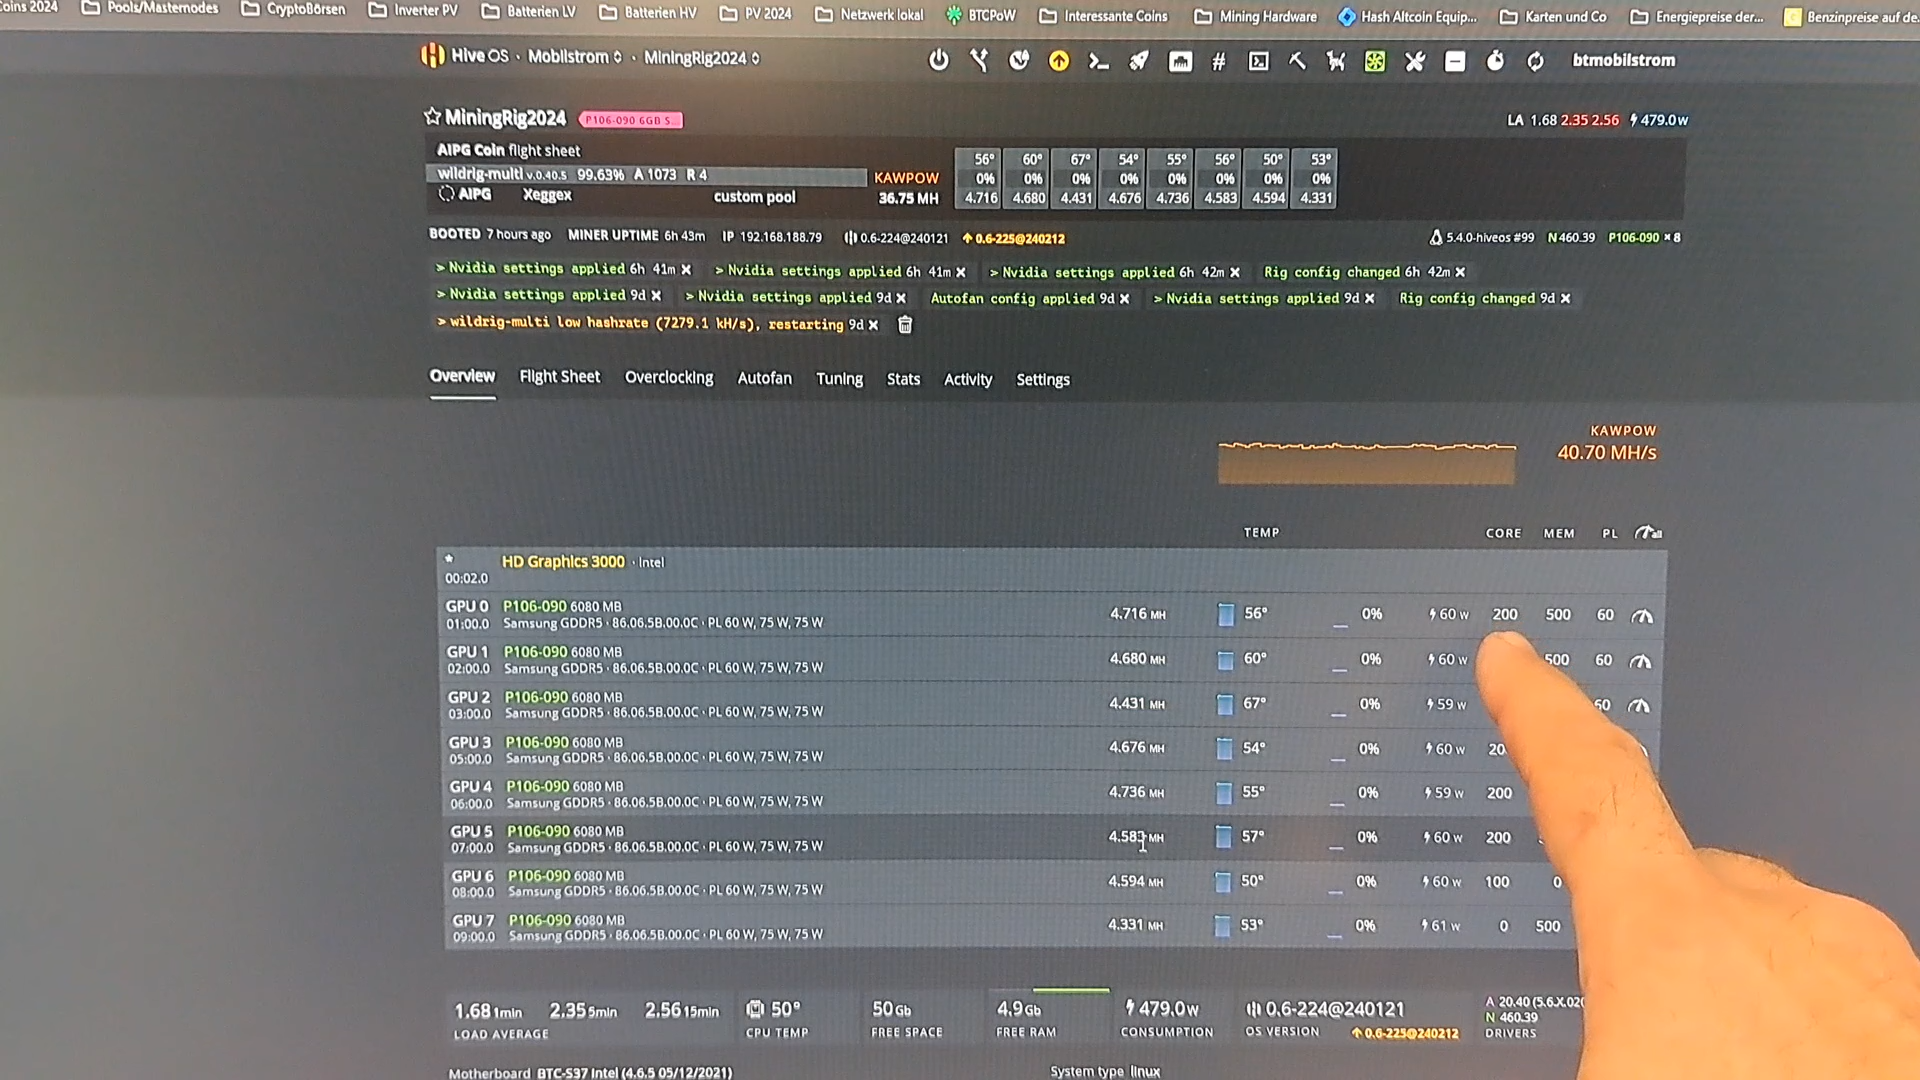 oins 2024 Pools/Masternodes CryptoBörsen Inverter PV Batterien LV Batterien HV PV 2024 Netzwerk lokal BTCPoW Interessante Coins Mining Hardware Hash Altcoin Equip... Karten und Co Energiepreise der... Benzinpreise auf de.
Hive OS · Mobilstrom · MiningRig2024 btmobilstrom
MiningRig2024 P106-090 6GB S... LA 1.68 2.35 2.56 479.0w
AIPG Coin flight sheet
wildrig-multi v.0.40.5 99.63% A 1073 R 4 KAWPOW
AIPG Xeggex custom pool 36.75 MH
56° 60° 67° 54° 55° 56° 50° 53°
0% 0% 0% 0% 0% 0% 0% 0%
4.716 4.680 4.431 4.676 4.736 4.583 4.594 4.331
BOOTED 7 hours ago MINER UPTIME 6h 43m IP 192.168.188.79 0.6-224@240121 0.6-225@240212 5.4.0-hiveos #99 N 460.39 P106-090 × 8
> Nvidia settings applied 6h 41m × > Nvidia settings applied 6h 41m × > Nvidia settings applied 6h 42m × Rig config changed 6h 42m ×
> Nvidia settings applied 9d × > Nvidia settings applied 9d × Autofan config applied 9d × > Nvidia settings applied 9d × Rig config changed 9d ×
> wildrig-multi low hashrate (7279.1 kH/s), restarting 9d ×
Overview Flight Sheet Overclocking Autofan Tuning Stats Activity Settings
KAWPOW
40.70 MH/s
TEMP CORE MEM PL all
* HD Graphics 3000 · Intel
00:02.0
GPU 0 P106-090 6080 MB 4.716 MH 56° 0% 60 w 200 500 60
01:00.0 Samsung GDDR5 · 86.06.5B.00.0C · PL 60 W, 75 W, 75 W
GPU 1 P106-090 6080 MB 4.680 MH 60° 0% 60 w 500 60
02:00.0 Samsung GDDR5 · 86.06.5B.00.0C · PL 60 W, 75 W, 75 W
GPU 2 P106-090 6080 MB 4.431 MH 67° 0% 59 w 60
03:00.0 Samsung GDDR5 · 86.06.5B.00.0C · PL 60 W, 75 W, 75 W
GPU 3 P106-090 6080 MB 4.676 MH 54° 0% 60 w 20
05:00.0 Samsung GDDR5 · 86.06.5B.00.0C · PL 60 W, 75 W, 75 W
GPU 4 P106-090 6080 MB 4.736 MH 55° 0% 59 w 200
06:00.0 Samsung GDDR5 · 86.06.5B.00.0C · PL 60 W, 75 W, 75 W
GPU 5 P106-090 6080 MB 4.583 MH 57° 0% 60 w 200
07:00.0 Samsung GDDR5 · 86.06.5B.00.0C · PL 60 W, 75 W, 75 W
GPU 6 P106-090 6080 MB 4.594 MH 50° 0% 60 w 100 0
08:00.0 Samsung GDDR5 · 86.06.5B.00.0C · PL 60 W, 75 W, 75 W
GPU 7 P106-090 6080 MB 4.331 MH 53° 0% 61 w 0 500
09:00.0 Samsung GDDR5 · 86.06.5B.00.0C · PL 60 W, 75 W, 75 W
1.68 1min 2.35 5min 2.56 15min 50° 50 Gb 4.9 Gb 479.0 w 0.6-224@240121 A 20.40 (5.6.X.02
N 460.39
LOAD AVERAGE CPU TEMP FREE SPACE FREE RAM CONSUMPTION OS VERSION 0.6-225@240212 DRIVERS
Motherboard BTC-S37 Intel (4.6.5 05/12/2021) System type linux